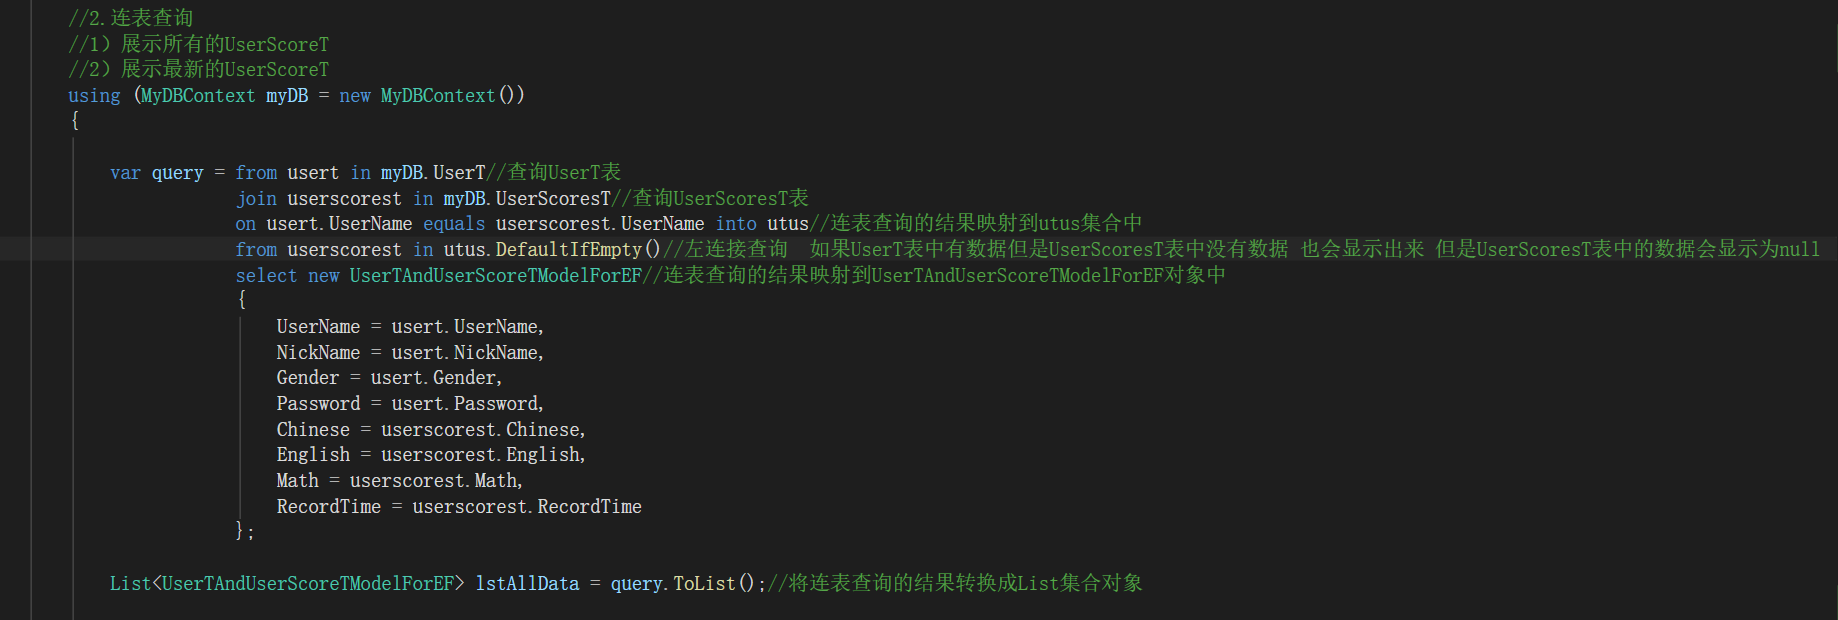 //2.连表查询
//1）展示所有的UserScoreT
//2）展示最新的UserScoreT
using (MyDBContext myDB = new MyDBContext())
{
var query = from usert in myDB.UserT//查询UserT表
join userscorest in myDB.UserScoresT//查询UserScoresT表
on usert.UserName equals userscorest.UserName into utus//连表查询的结果映射到utus集合中
from userscorest in utus.DefaultIfEmpty()//左连接查询  如果UserT表中有数据但是UserScoresT表中没有数据 也会显示出来 但是UserScoresT表中的数据会显示为null
select new UserTAndUserScoreTModelForEF//连表查询的结果映射到UserTAndUserScoreTModelForEF对象中
{
UserName = usert.UserName,
NickName = usert.NickName,
Gender = usert.Gender,
Password = usert.Password,
Chinese = userscorest.Chinese,
English = userscorest.English,
Math = userscorest.Math,
RecordTime = userscorest.RecordTime
};
List<UserTAndUserScoreTModelForEF> lstAllData = query.ToList();//将连表查询的结果转换成List集合对象